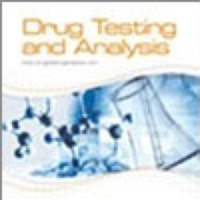 Drug Testing
and Analysis